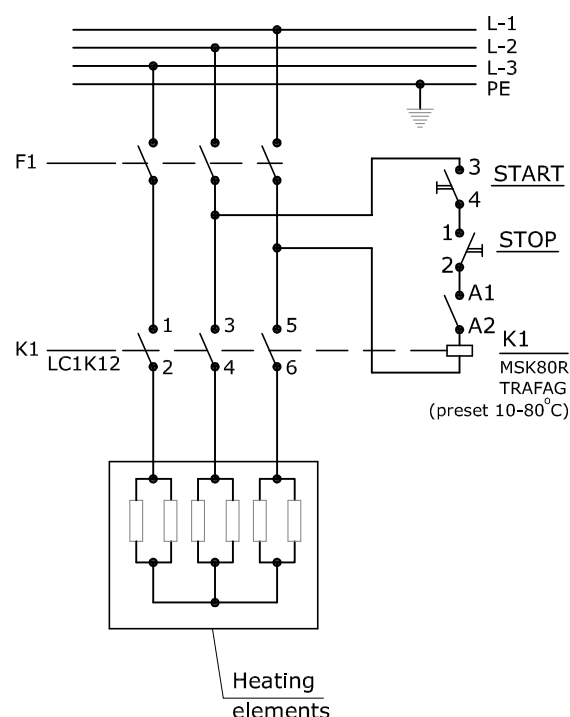 L-1
L-2
L-3
PE
F1
3
START
4
1
STOP
2
A1
A2
1
3
5
K1
LC1K12
2
4
6
K1
MSK80R
TRAFAG
(preset 10-80°C)
Heating
elements